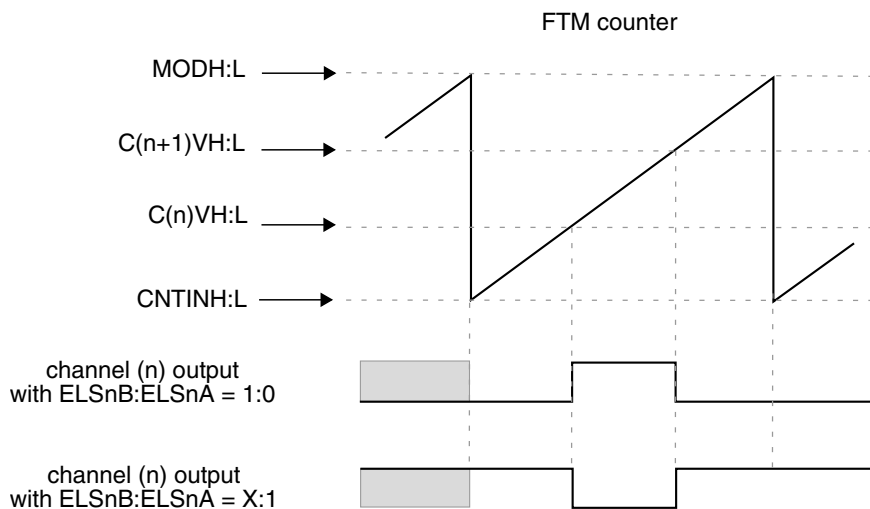 FTM counter
MODH:L
C(n+1)VH:L
C(n)VH:L
CNTINH:L
channel (n) output
with ELSnB:ELSnA = 1:0
channel (n) output
with ELSnB:ELSnA = X:1